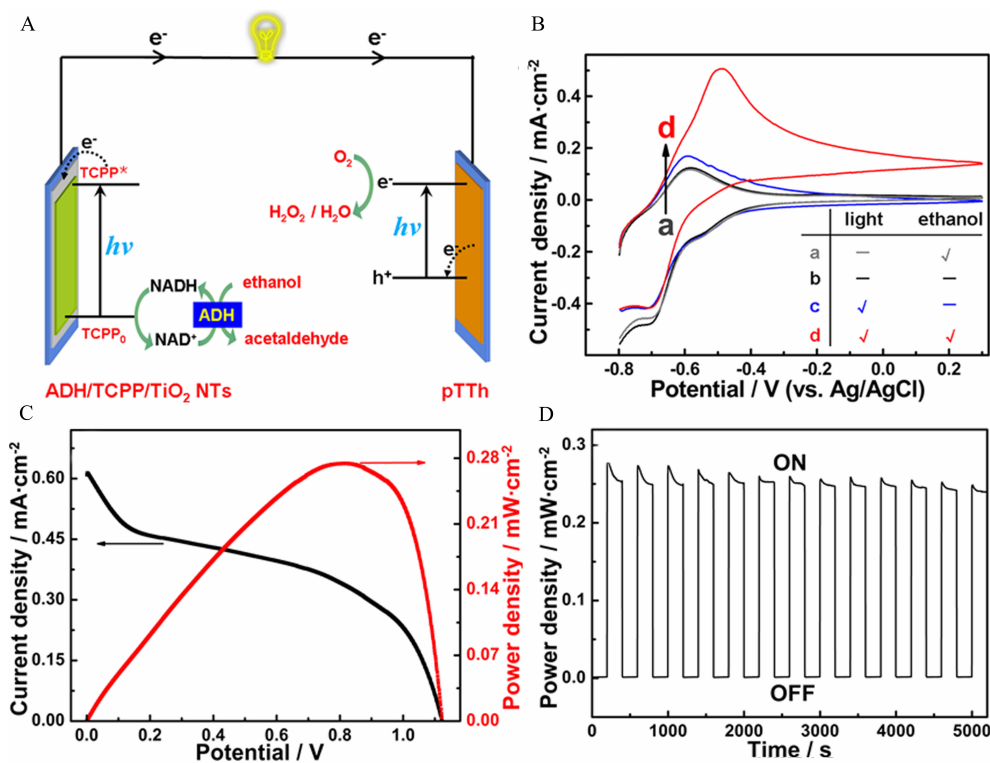 A
e⁻
e⁻
e⁻
TCPP*
hν
TCPP₀
NADH
NAD⁺
ADH
ethanol
acetaldehyde
O₂
H₂O₂ / H₂O
e⁻
hν
e⁻
h⁺
ADH/TCPP/TiO₂ NTs
pTTh
B
Current density / mA·cm⁻²
0.4
0.2
0.0
-0.2
-0.4
d
a
light ethanol
a — √
b — —
c √ —
d √ √
-0.8 -0.6 -0.4 -0.2 0.0 0.2
Potential / V (vs. Ag/AgCl)
C
Current density / mA·cm⁻²
0.60
0.45
0.30
0.15
0.00
0.28
0.21
0.14
0.07
0.00
Power density / mW·cm⁻²
0.0 0.2 0.4 0.6 0.8 1.0
Potential / V
D
Power density / mW·cm⁻²
0.3
0.2
0.1
0.0
ON
OFF
0 1000 2000 3000 4000 5000
Time / s